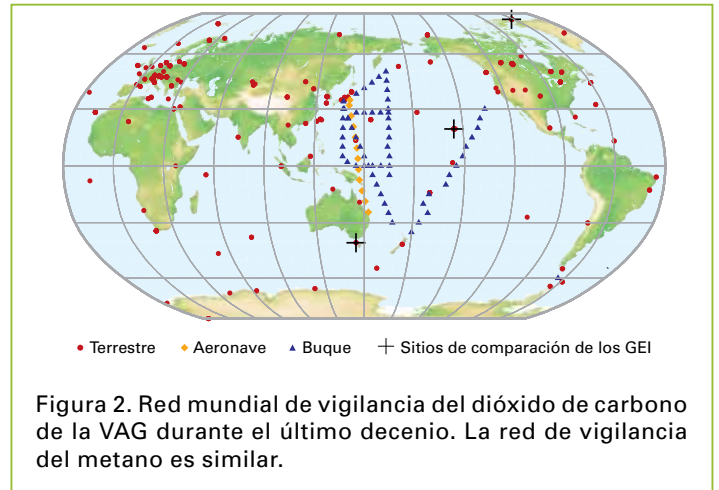 Terrestre Aeronave Buque Sitios de comparación de los GEI
Figura 2. Red mundial de vigilancia del dióxido de carbono
de la VAG durante el último decenio. La red de vigilancia
del metano es similar.